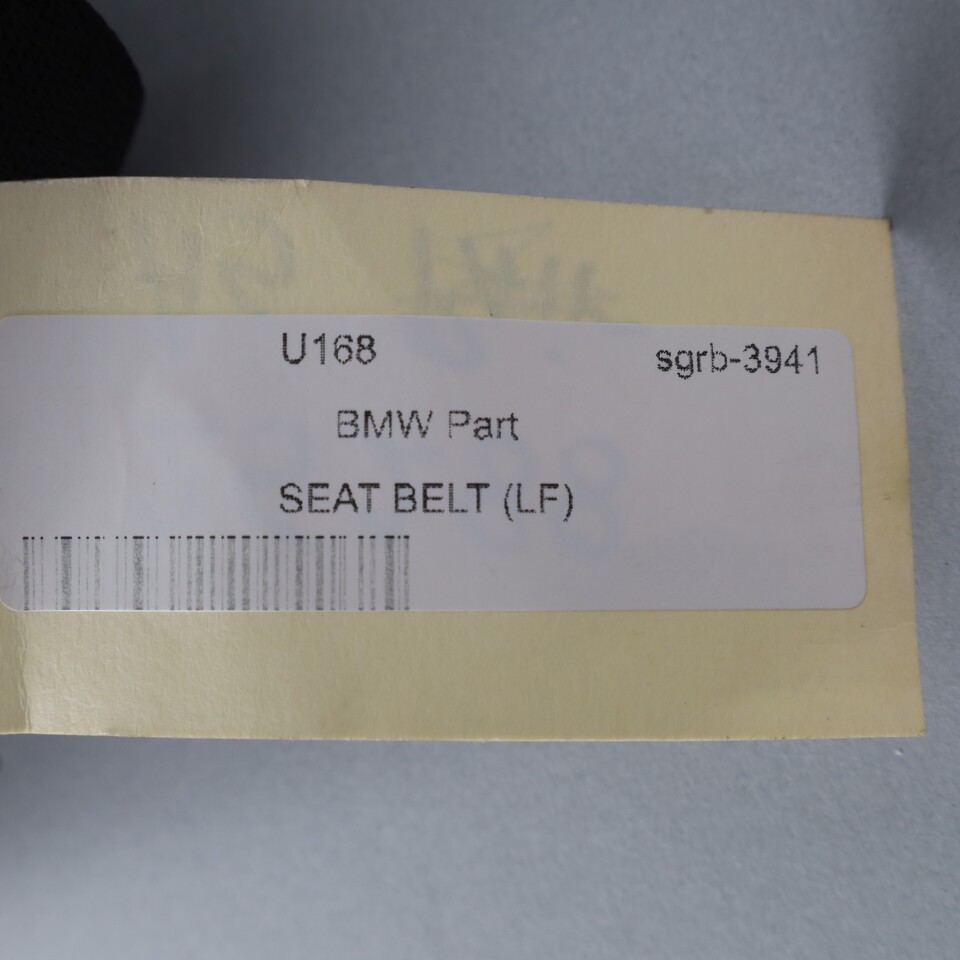 U168 sgrb-3941
BMW Part
SEAT BELT (LF)